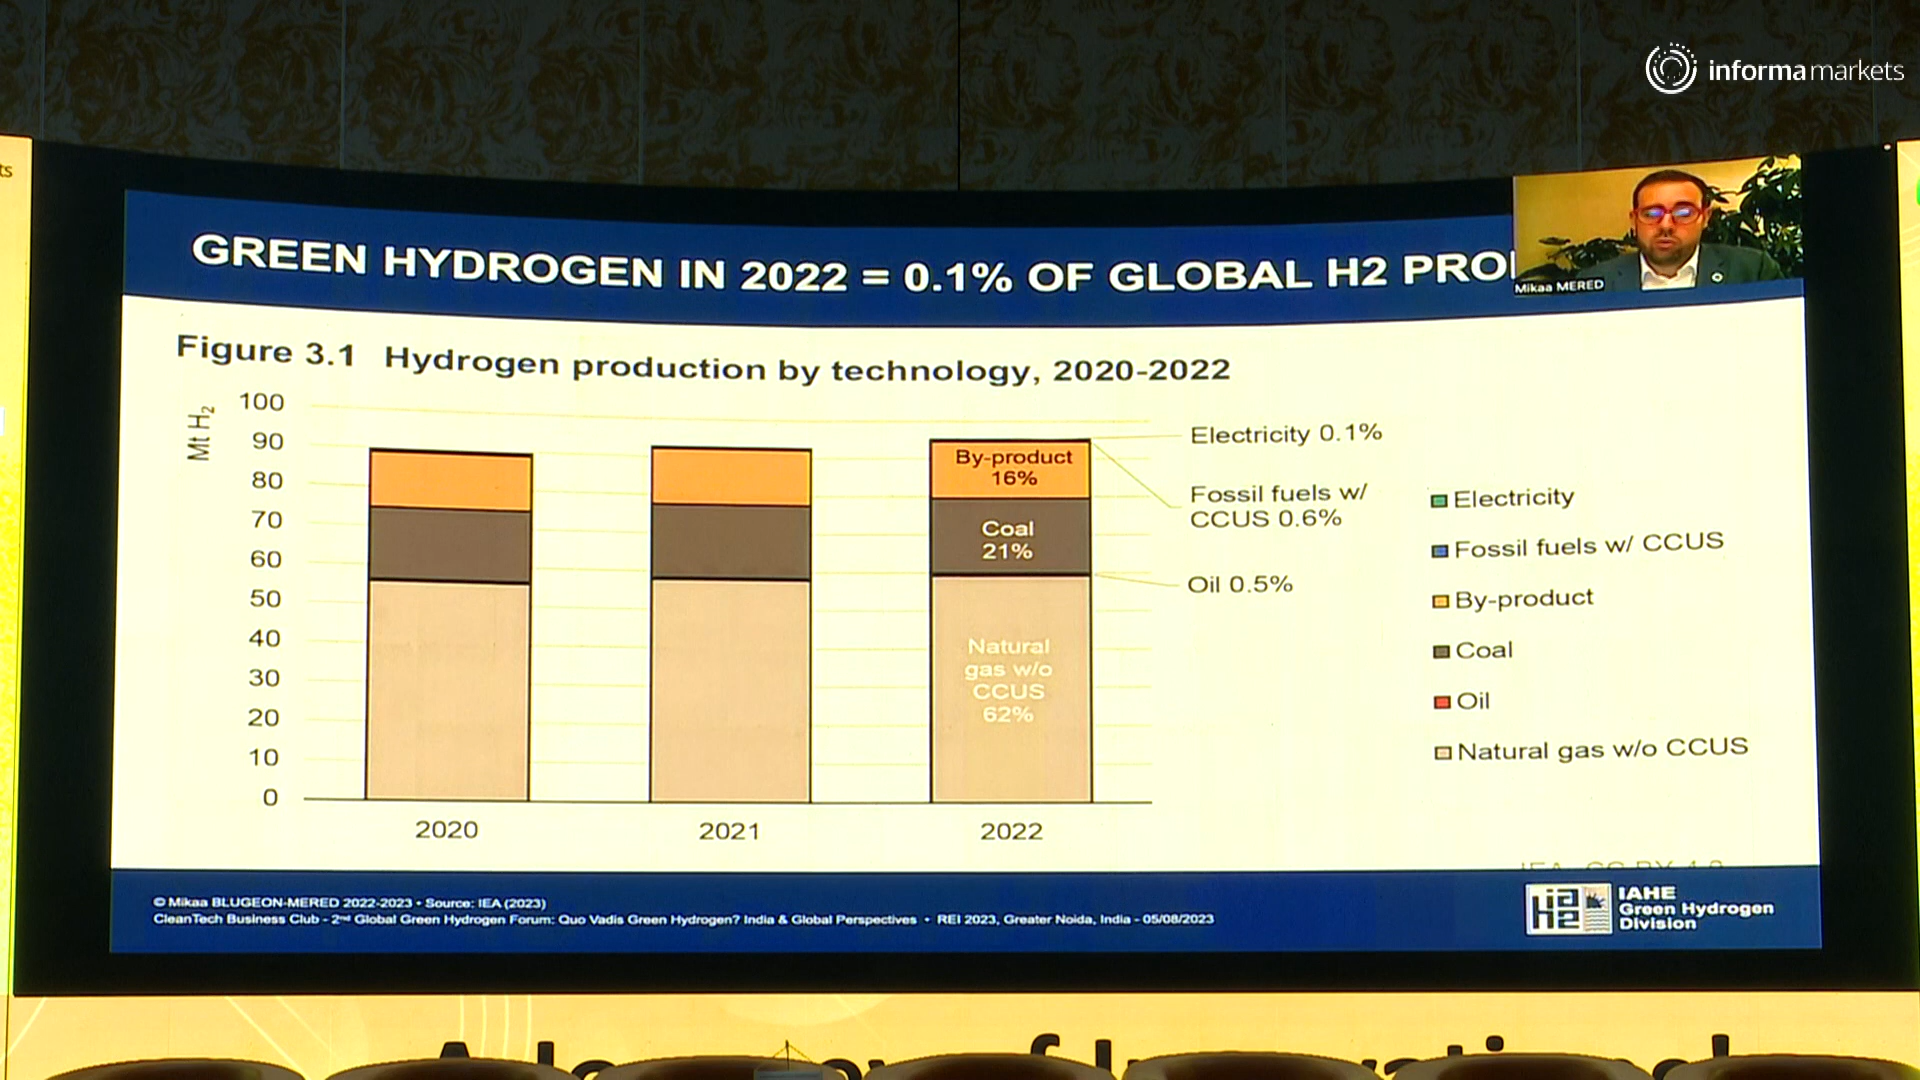 informa markets
ts
GREEN HYDROGEN IN 2022 = 0.1% OF GLOBAL H2
Mikaa MERED
Figure 3.1 Hydrogen production by technology, 2020-2022
Mt H₂
100
90
80
70
60
50
40
30
20
10
0
2020
2021
2022
By-product
16%
Coal
21%
Natural
gas w/o
CCUS
62%
Electricity 0.1%
Fossil fuels w/
CCUS 0.6%
Oil 0.5%
Electricity
Fossil fuels w/ CCUS
By-product
Coal
Oil
Natural gas w/o CCUS
© Mikaa BLUGEON-MERED 2022-2023 • Source: IEA (2023)
CleanTech Business Club - 2ⁿᵈ Global Green Hydrogen Forum: Quo Vadis Green Hydrogen? India & Global Perspectives • REI 2023, Greater Noida, India - 05/08/2023
IAHE
Green Hydrogen
Division